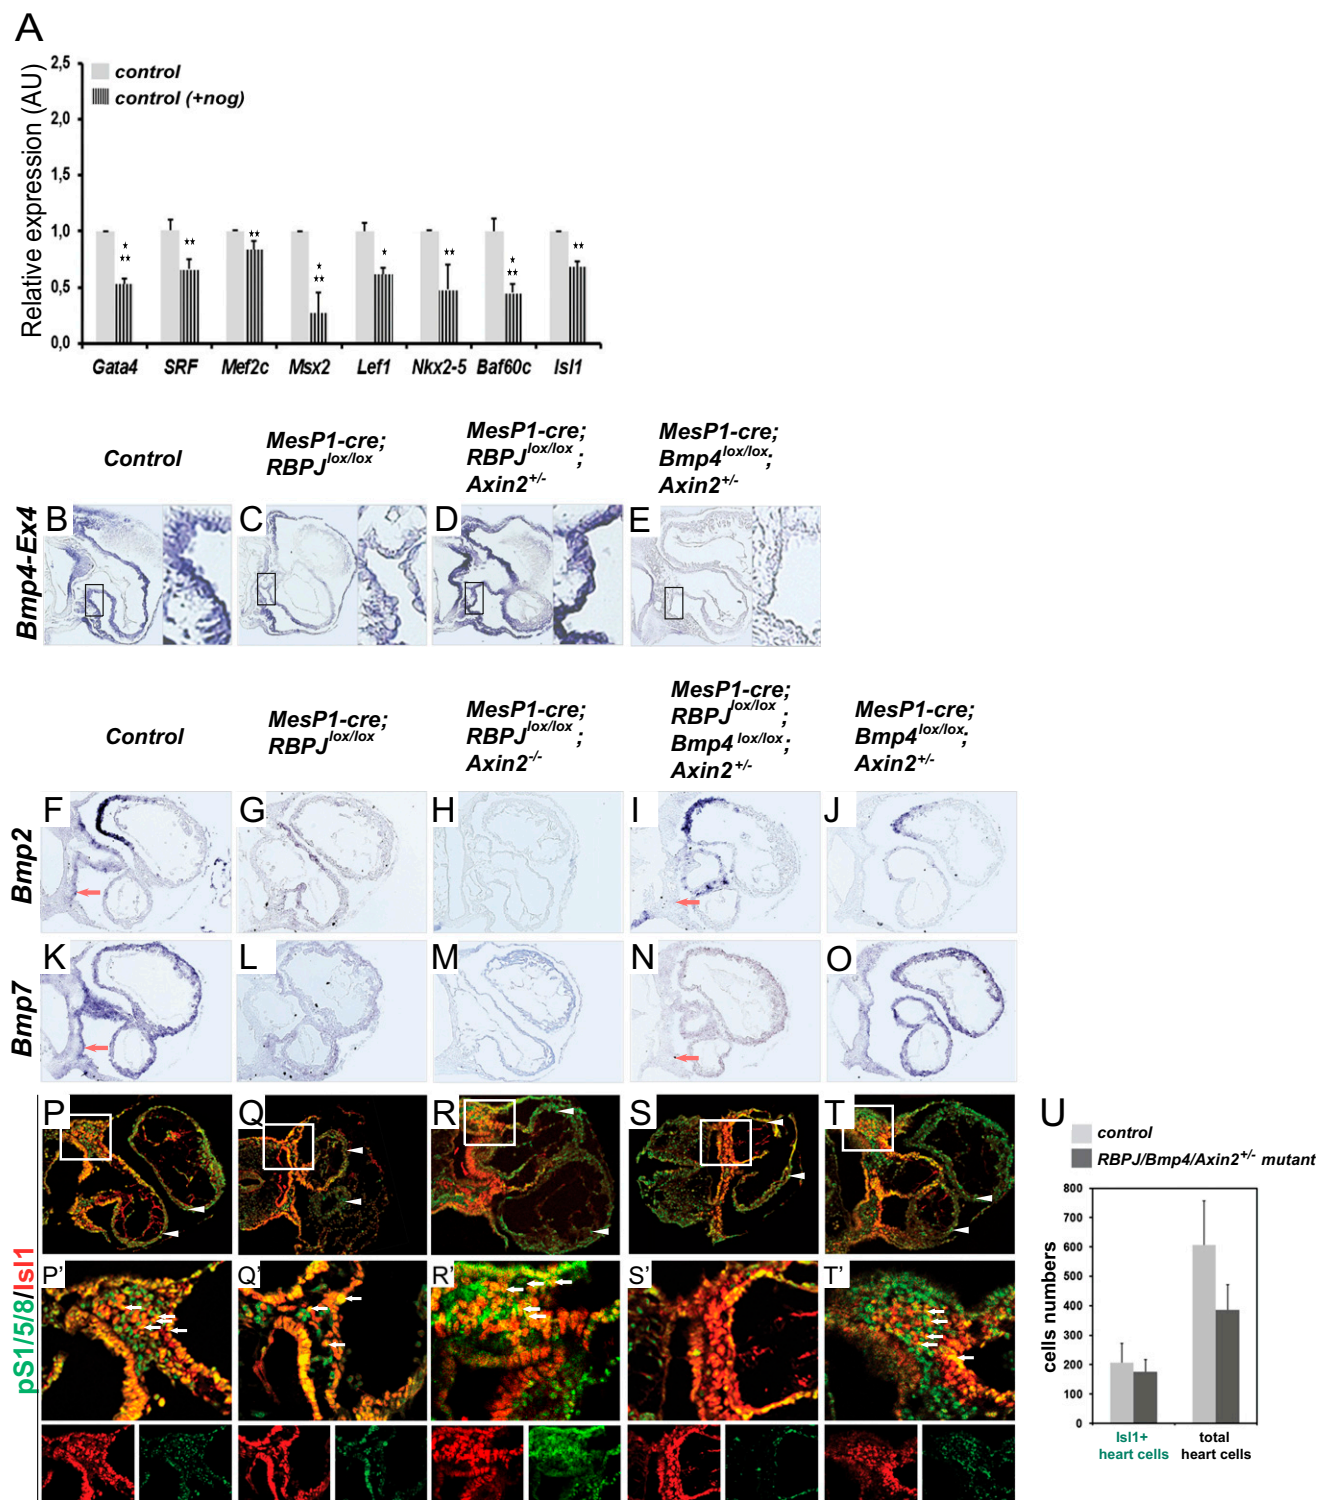 A
Relative expression (AU)
2,5
2,0
1,5
1,0
0,5
0,0
control
control (+nog)
Gata4 SRF Mef2c Msx2 Lef1 Nkx2-5 Baf60c Isl1
Control
MesP1-cre;
RBPJlox/lox
MesP1-cre;
RBPJlox/lox ;
Axin2+/-
MesP1-cre;
Bmp4lox/lox;
Axin2+/-
Bmp4-Ex4
B C D E
Control
MesP1-cre;
RBPJlox/lox
MesP1-cre;
RBPJlox/lox ;
Axin2-/-
MesP1-cre;
RBPJlox/lox ;
Bmp4 lox/lox;
Axin2+/-
MesP1-cre;
Bmp4lox/lox;
Axin2+/-
Bmp2
F G H I J
Bmp7
K L M N O
pS1/5/8/Isl1
P Q R S T
P' Q' R' S' T'
U
control
RBPJ/Bmp4/Axin2+/- mutant
cells numbers
800
700
600
500
400
300
200
100
0
Isl1+
heart cells
total
heart cells